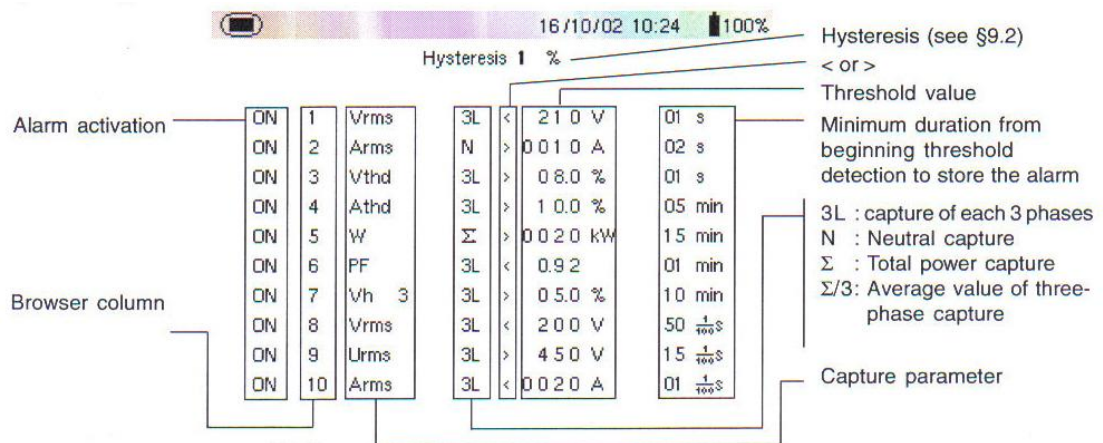 16/10/02 10:24 100%
Hysteresis 1 %
Hysteresis (see §9.2)
< or >
Threshold value
Minimum duration from
beginning threshold
detection to store the alarm
3L : capture of each 3 phases
N : Neutral capture
Σ : Total power capture
Σ/3: Average value of three-
phase capture
Capture parameter
Alarm activation
Browser column
ON 1 Vrms 3L < 210 V 01 s
ON 2 Arms N > 0010 A 02 s
ON 3 Vthd 3L > 08.0 % 01 s
ON 4 Athd 3L > 10.0 % 05 min
ON 5 W Σ > 0020 kW 15 min
ON 6 PF 3L < 0.92 01 min
ON 7 Vh 3 3L > 05.0 % 10 min
ON 8 Vrms 3L < 200 V 50 1/100 s
ON 9 Urms 3L > 450 V 15 1/100 s
ON 10 Arms 3L < 0020 A 01 1/100 s